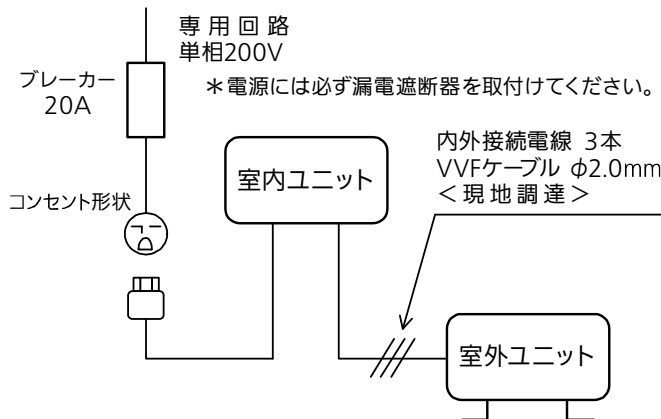 専用回路
単相200V
ブレーカー
20A
＊電源には必ず漏電遮断器を取付けてください。
内外接続電線 3本
VVFケーブル φ2.0mm
＜現地調達＞
室内ユニット
コンセント形状
室外ユニット